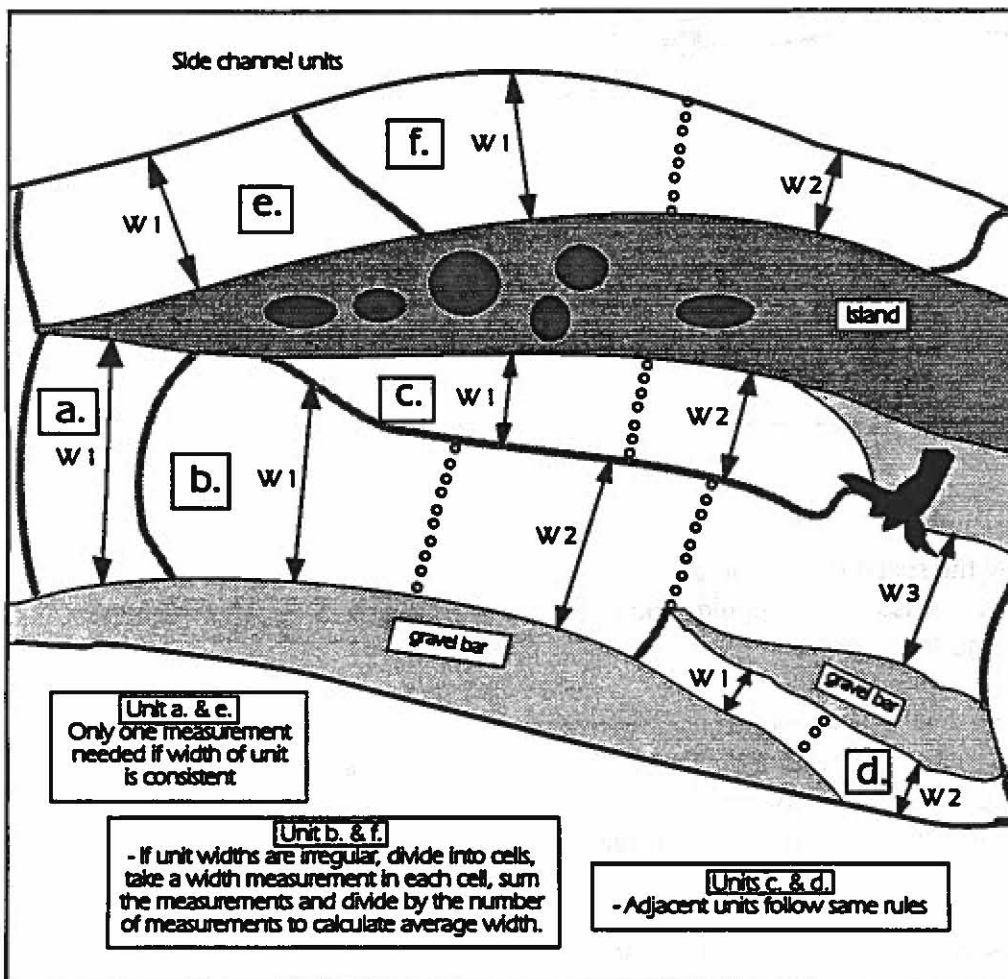 Side channel units
f.
W1
W2
e.
W1
Island
a.
W1
c.
W1
W2
b.
W1
W2
W3
gravel bar
W1
gravel bar
d.
W2
Unit a. & e.
Only one measurement
needed if width of unit
is consistent
Unit b. & f.
- If unit widths are irregular, divide into cells,
take a width measurement in each cell, sum
the measurements and divide by the number
of measurements to calculate average width.
Units c. & d.
- Adjacent units follow same rules